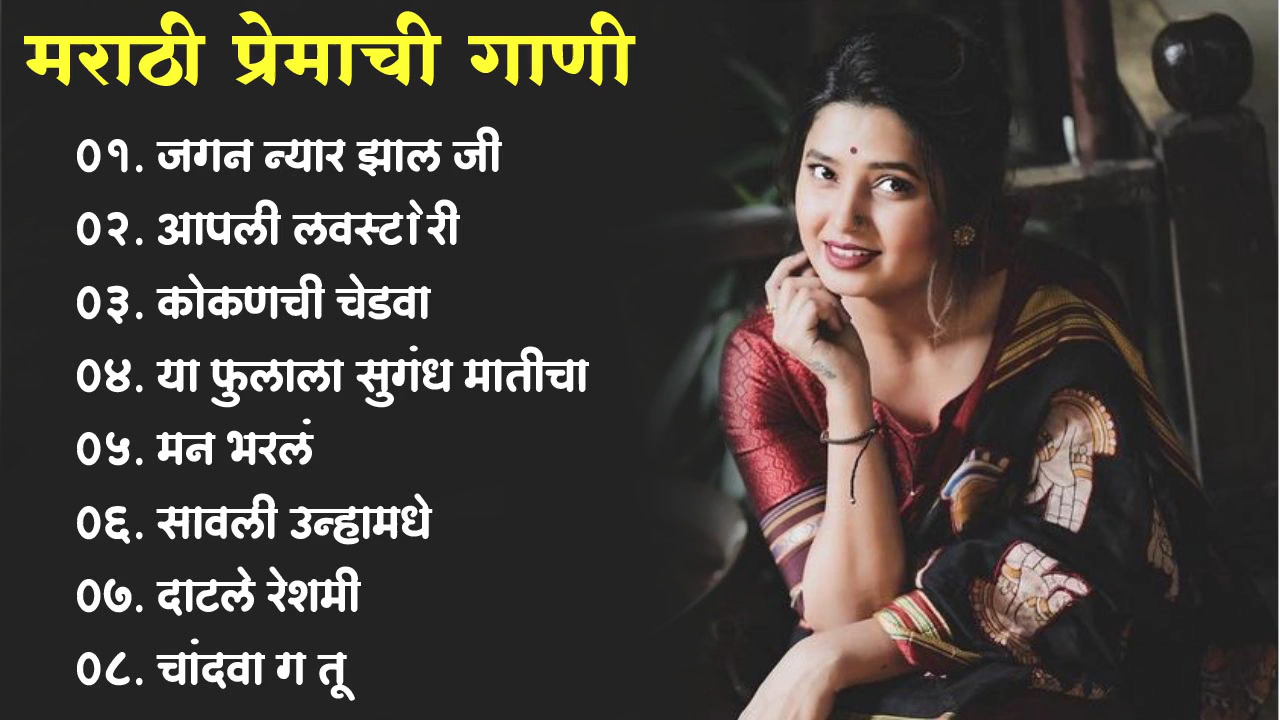 मराठी प्रेमाची गाणी
०१. जगन न्यार झाल जी
०२. आपली लवस्टोरी
०३. कोकणची चेडवा
०४. या फुलाला सुगंध मातीचा
०५. मन भरलं
०६. सावली उन्हामधे
०७. दाटले रेशमी
०८. चांदवा ग तू